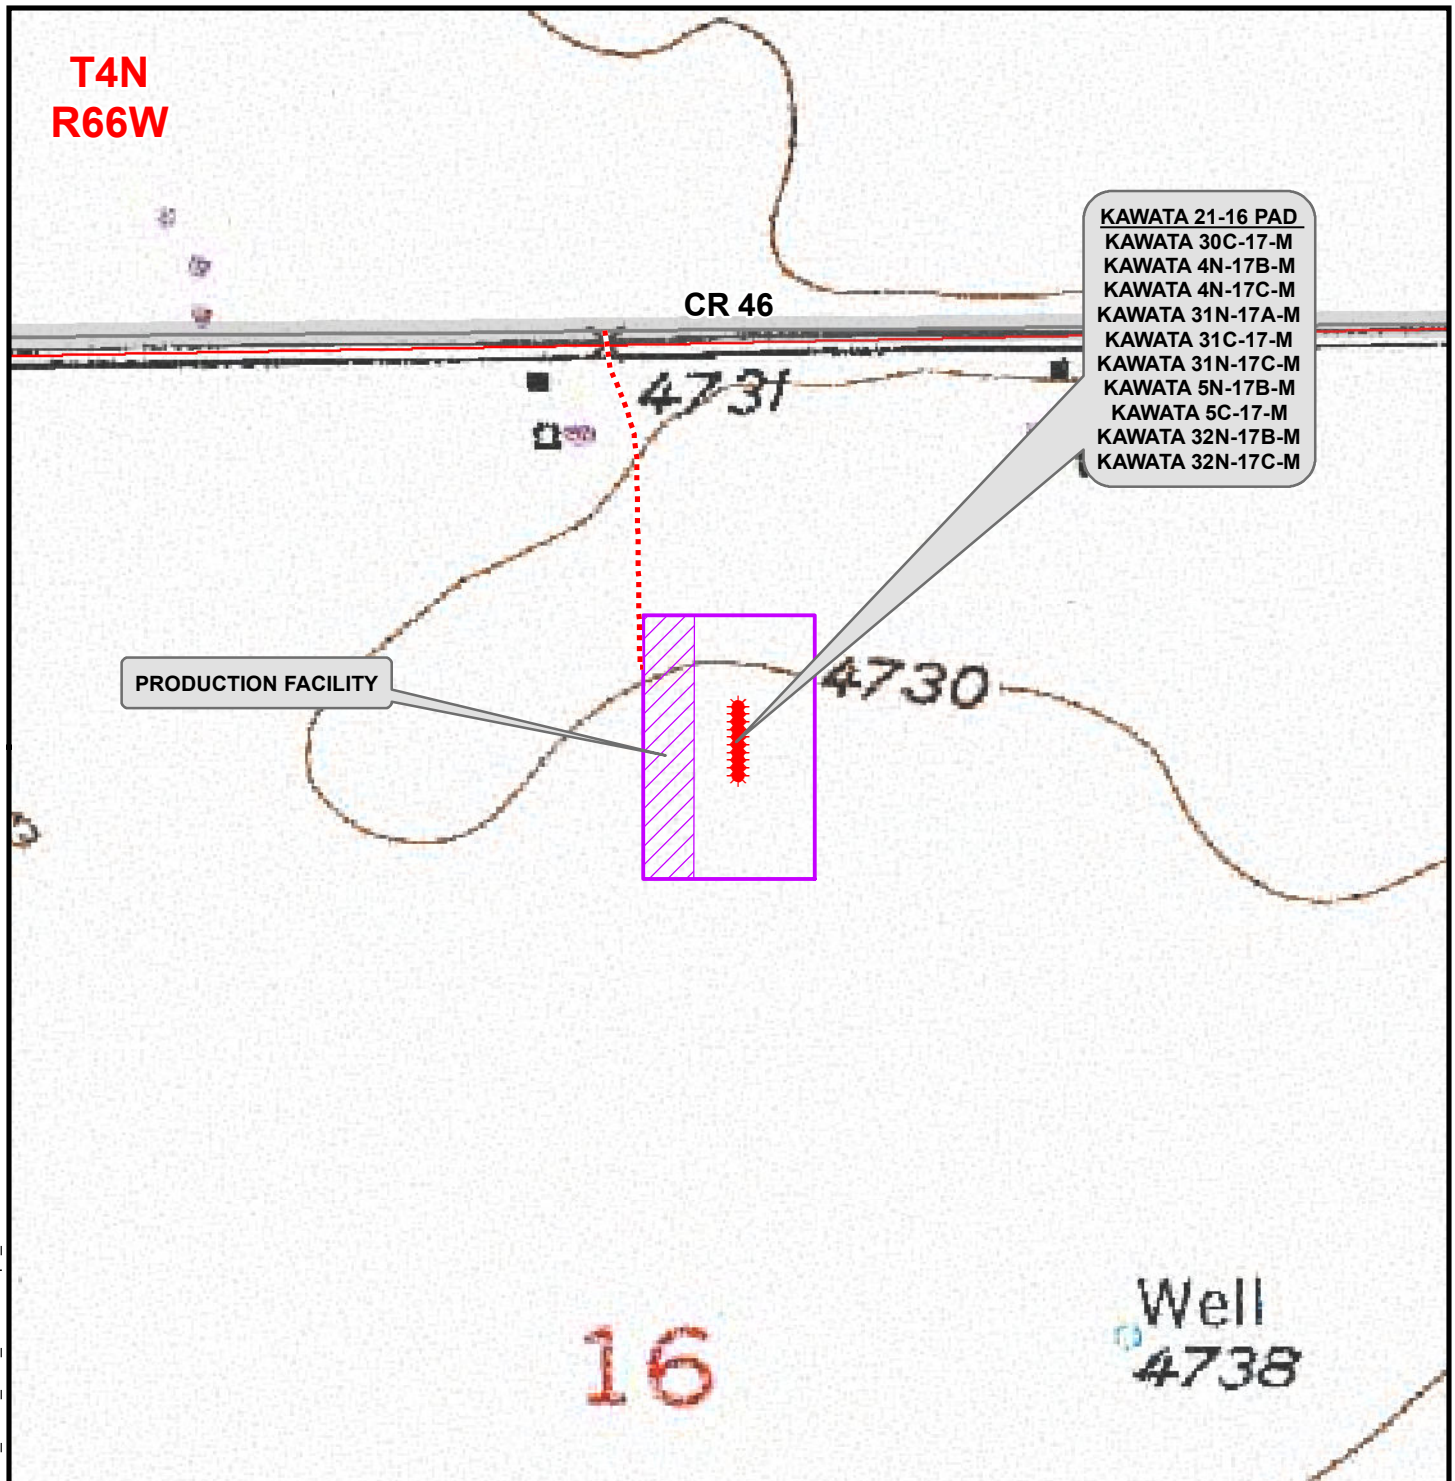 T4N
R66W
KAWATA 21-16 PAD
KAWATA 30C-17-M
KAWATA 4N-17B-M
KAWATA 4N-17C-M
KAWATA 31N-17A-M
KAWATA 31C-17-M
KAWATA 31N-17C-M
KAWATA 5N-17B-M
KAWATA 5C-17-M
KAWATA 32N-17B-M
KAWATA 32N-17C-M
CR 46
4731
PRODUCTION FACILITY
4730
Well
4738
16